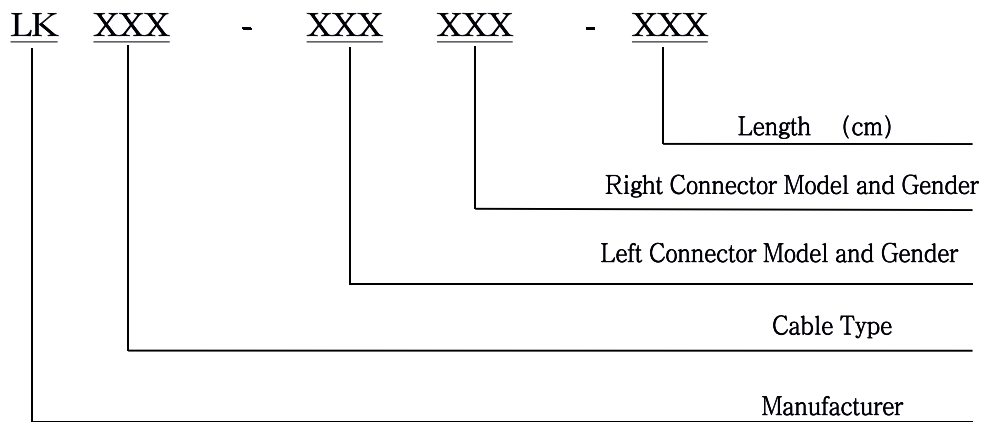 LK XXX - XXX XXX - XXX
Length (cm)
Right Connector Model and Gender
Left Connector Model and Gender
Cable Type
Manufacturer